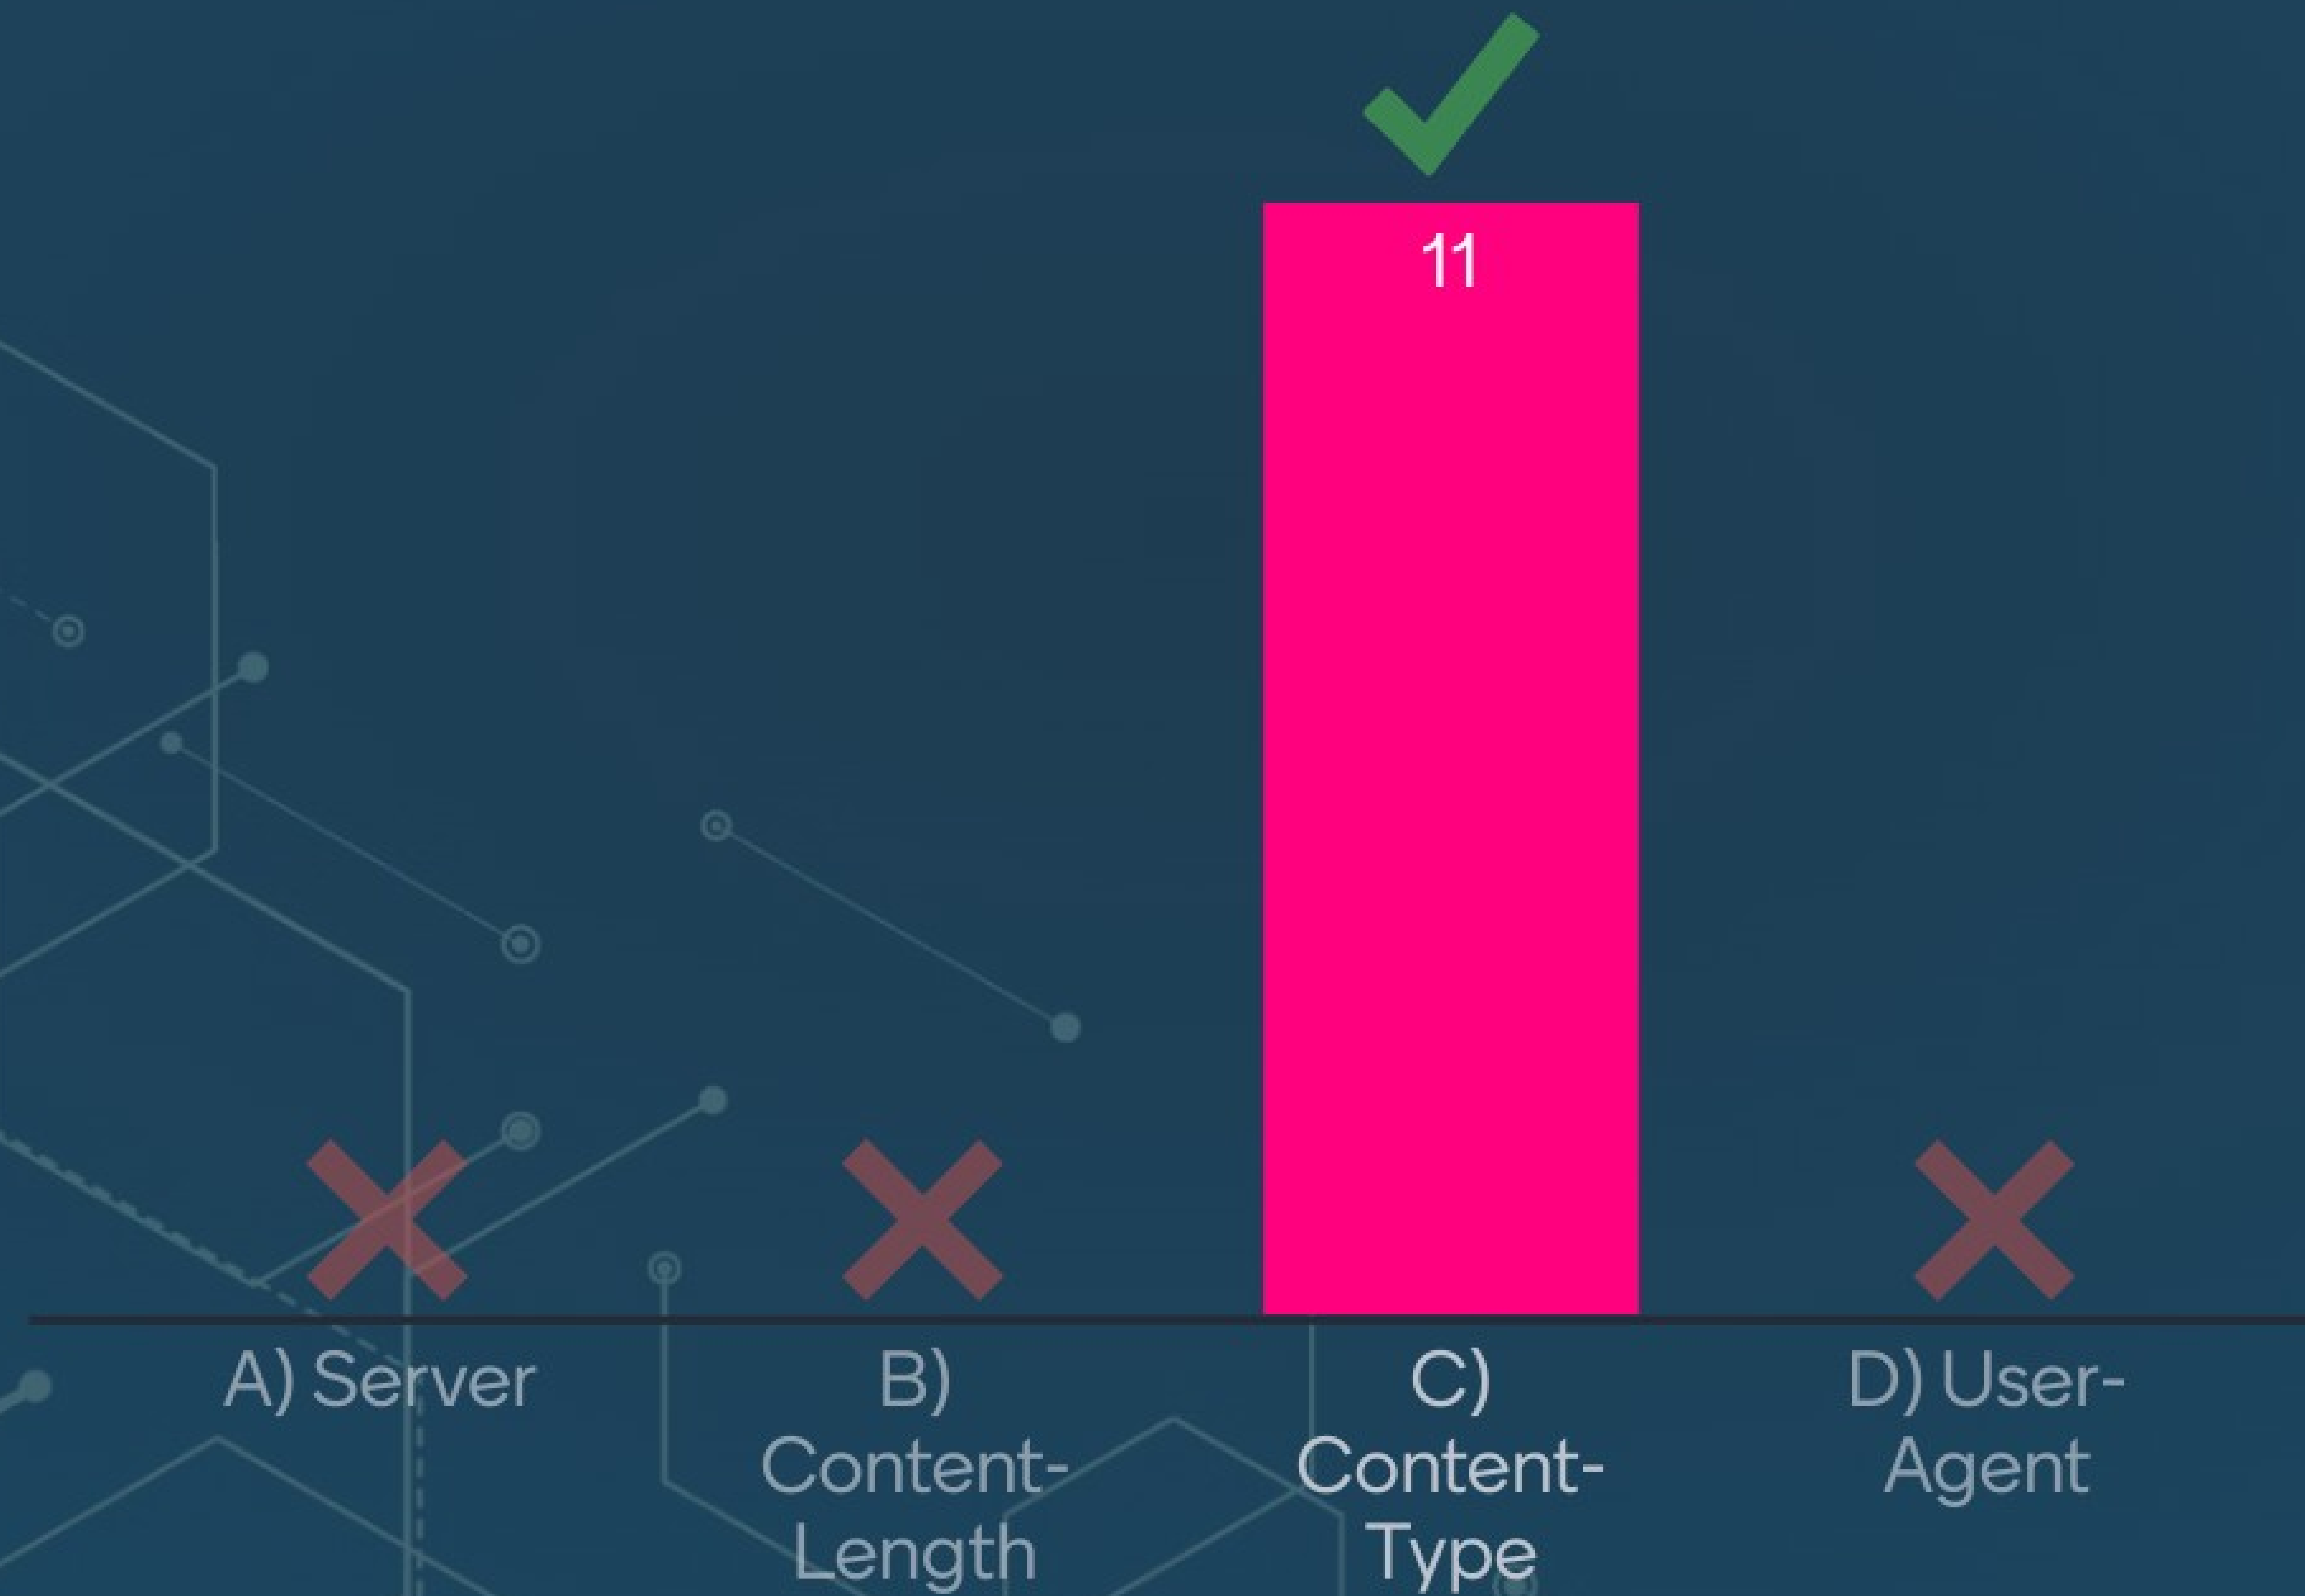 11
A) Server
B)
Content-
Length
C)
Content-
Type
D) User-
Agent